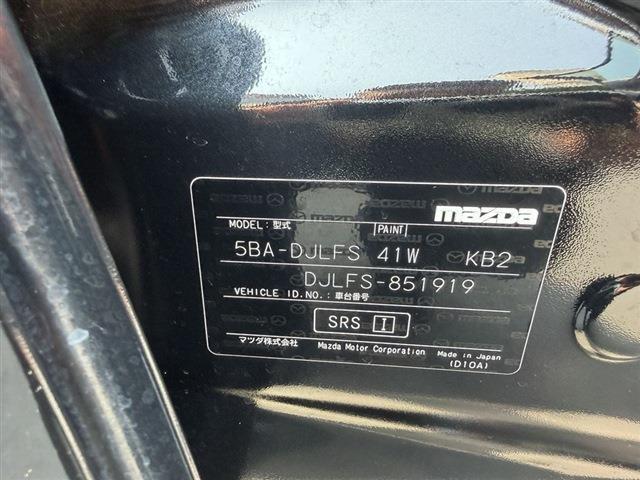 mazda
MODEL: 型式 PAINT
5BA-DJLFS 41W KB2
DJLFS-851919
VEHICLE ID.NO.: 車台番号
SRS I
マツダ株式会社 Mazda Motor Corporation Made in Japan
(D10A)